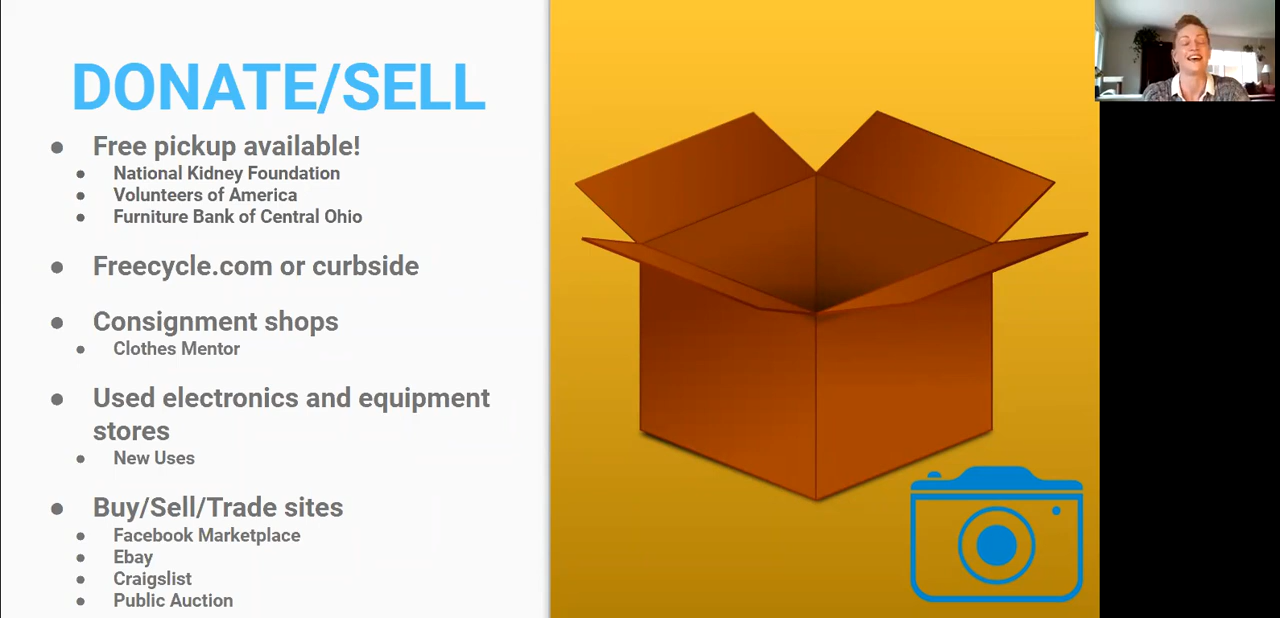 DONATE/SELL
● Free pickup available!
● National Kidney Foundation
● Volunteers of America
● Furniture Bank of Central Ohio
● Freecycle.com or curbside
● Consignment shops
● Clothes Mentor
● Used electronics and equipment
stores
● New Uses
● Buy/Sell/Trade sites
● Facebook Marketplace
● Ebay
● Craigslist
● Public Auction